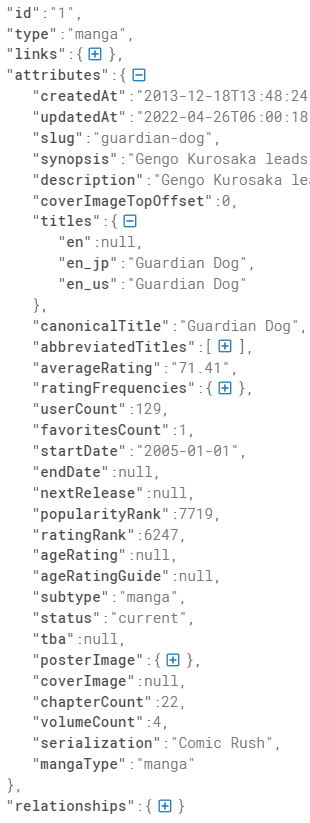 "id":"1",
"type":"manga",
"links":{ + },
"attributes":{ −
"createdAt":"2013-12-18T13:48:24
"updatedAt":"2022-04-26T06:00:18
"slug":"guardian-dog",
"synopsis":"Gengo Kurosaka leads
"description":"Gengo Kurosaka lea
"coverImageTopOffset":0,
"titles":{ −
"en":null,
"en_jp":"Guardian Dog",
"en_us":"Guardian Dog"
},
"canonicalTitle":"Guardian Dog",
"abbreviatedTitles":[ + ],
"averageRating":"71.41",
"ratingFrequencies":{ + },
"userCount":129,
"favoritesCount":1,
"startDate":"2005-01-01",
"endDate":null,
"nextRelease":null,
"popularityRank":7719,
"ratingRank":6247,
"ageRating":null,
"ageRatingGuide":null,
"subtype":"manga",
"status":"current",
"tba":null,
"posterImage":{ + },
"coverImage":null,
"chapterCount":22,
"volumeCount":4,
"serialization":"Comic Rush",
"mangaType":"manga"
},
"relationships":{ + }